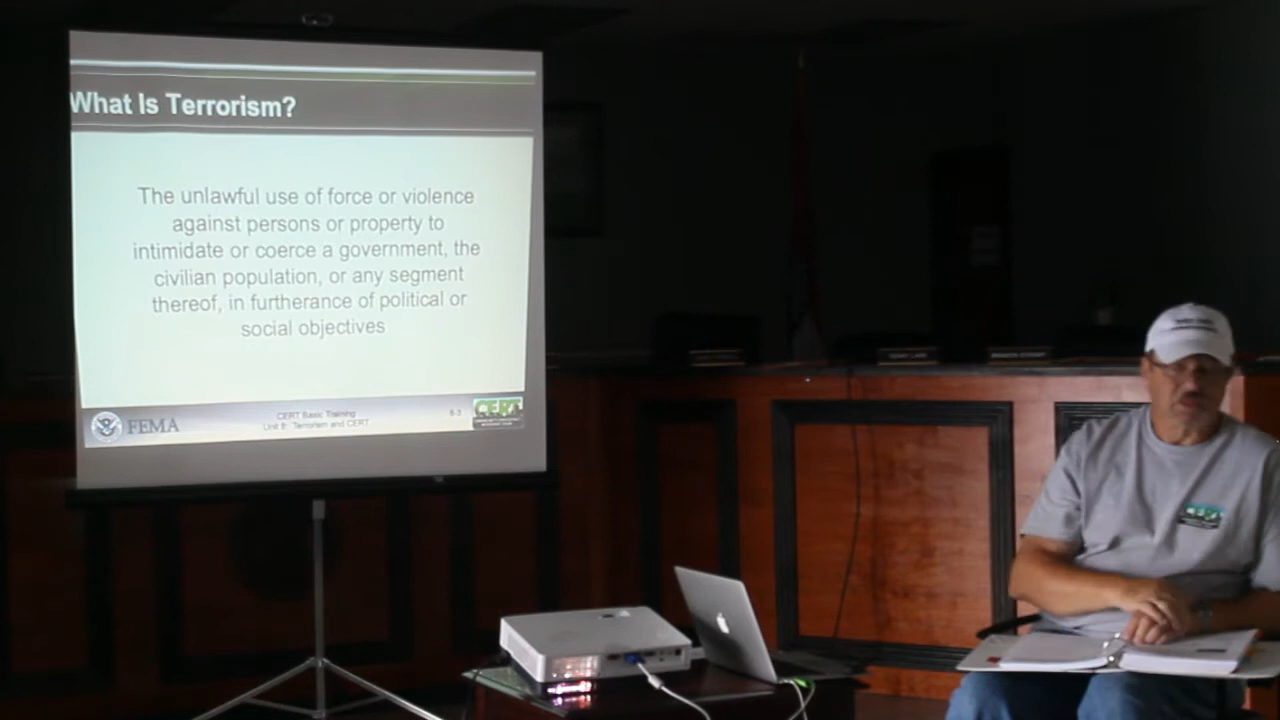 What Is Terrorism?
The unlawful use of force or violence
against persons or property to
intimidate or coerce a government, the
civilian population, or any segment
thereof, in furtherance of political or
social objectives
FEMA
CERT Basic Training
Unit 8: Terrorism and CERT
8-3
CERT